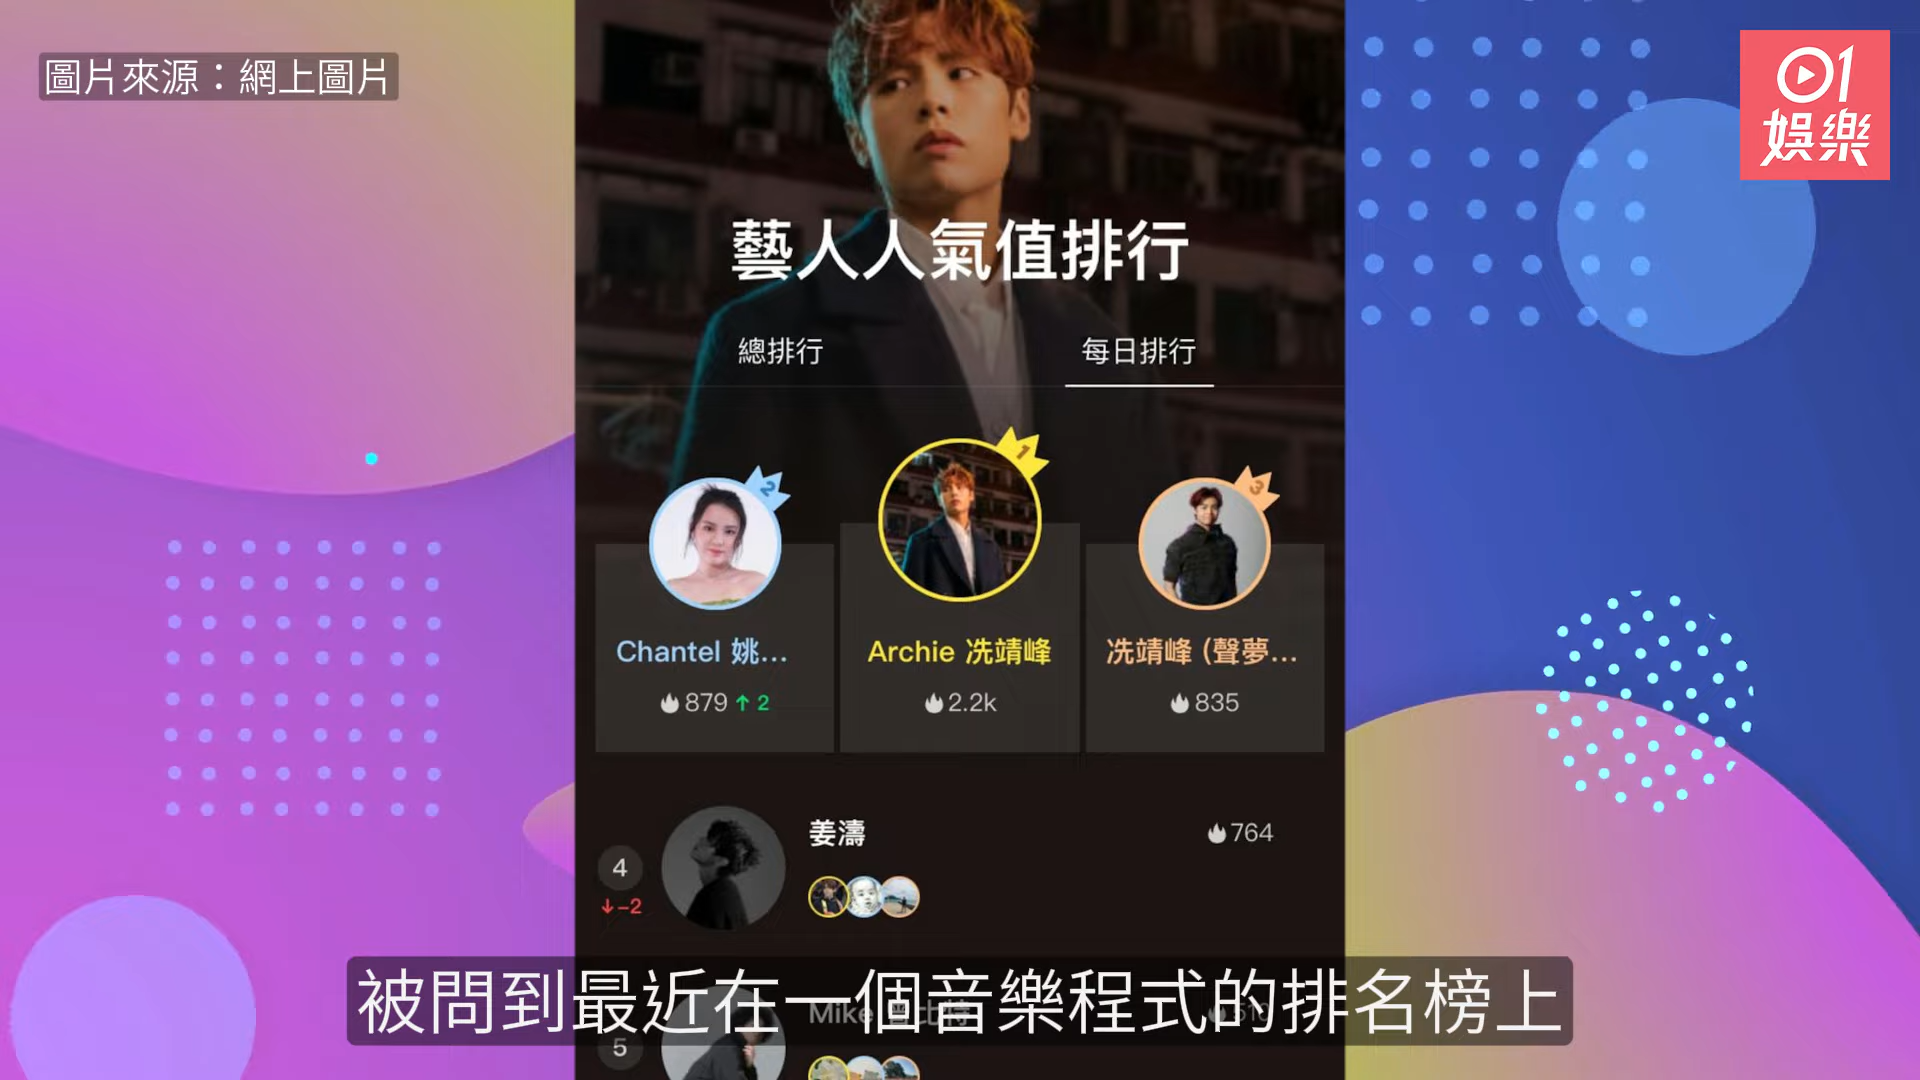 圖片來源：網上圖片
01
娛樂
藝人人氣值排行
總排行
每日排行
2
1
3
Chantel 姚...
Archie 冼靖峰
冼靖峰 (聲夢...
879 ↑ 2
2.2k
835
姜濤
764
4
↓-2
被問到最近在一個音樂程式的排名榜上
Mike
510
5